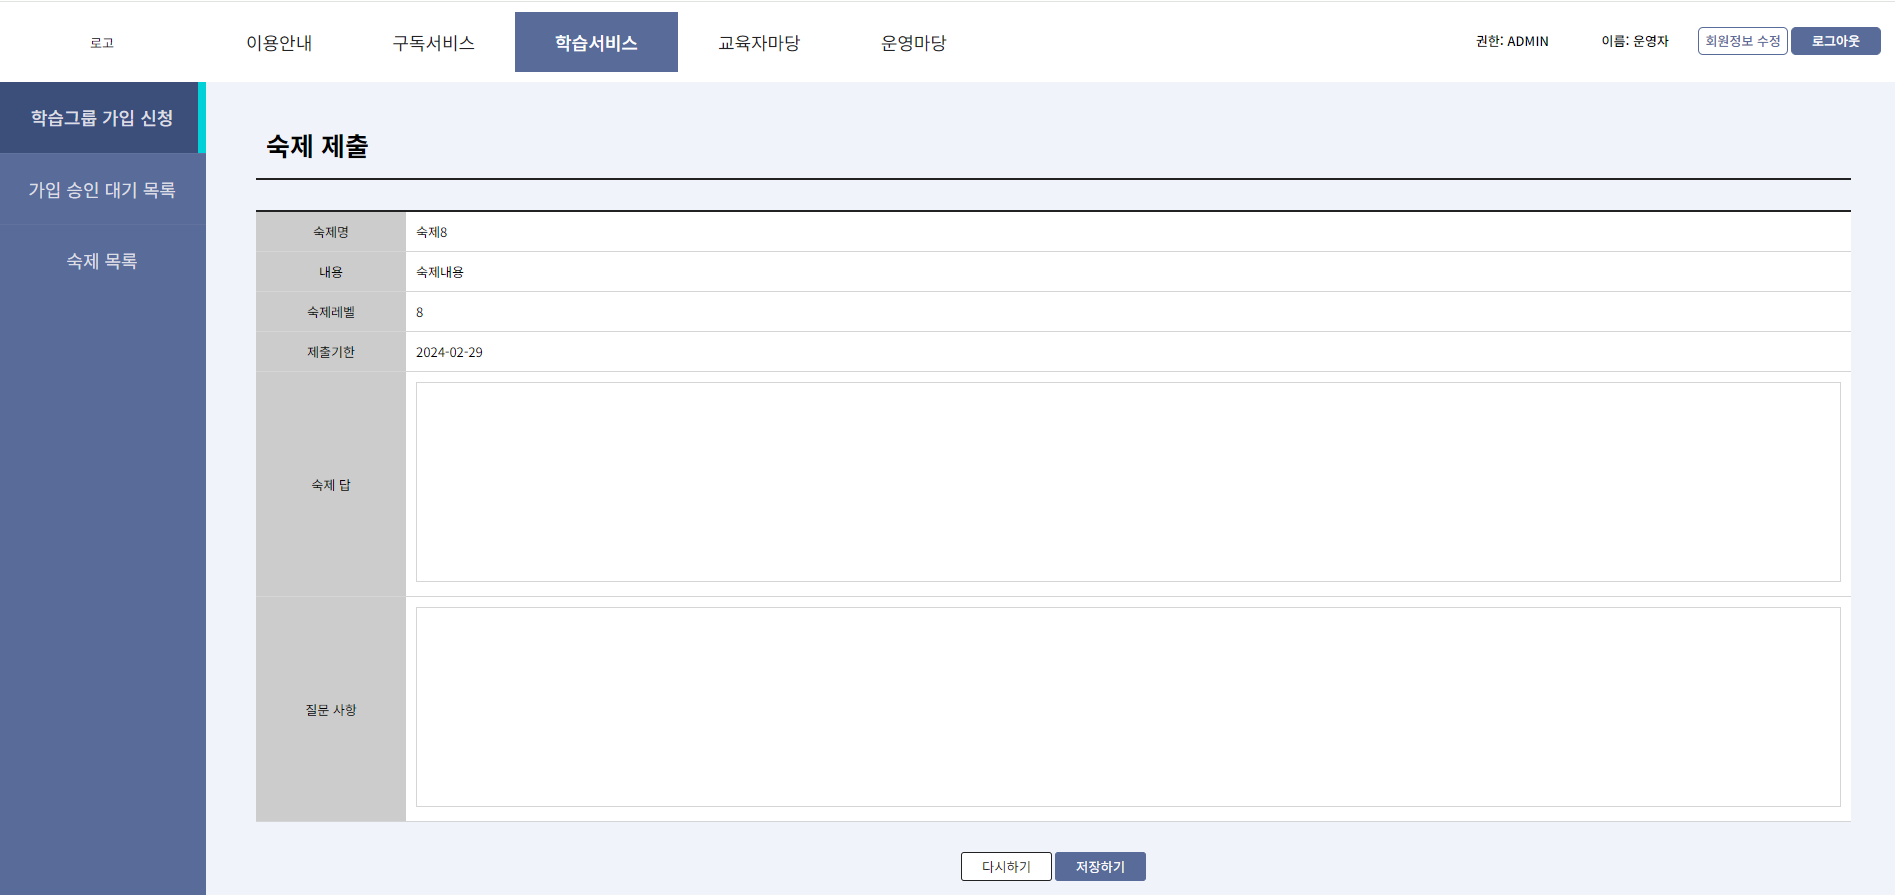 로고
이용안내
구독서비스
학습서비스
교육자마당
운영마당
권한: ADMIN
이름: 운영자
회원정보 수정
로그아웃
학습그룹 가입 신청
가입 승인 대기 목록
숙제 목록
숙제 제출
숙제명 숙제8
내용 숙제내용
숙제레벨 8
제출기한 2024-02-29
숙제 답
질문 사항
다시하기
저장하기